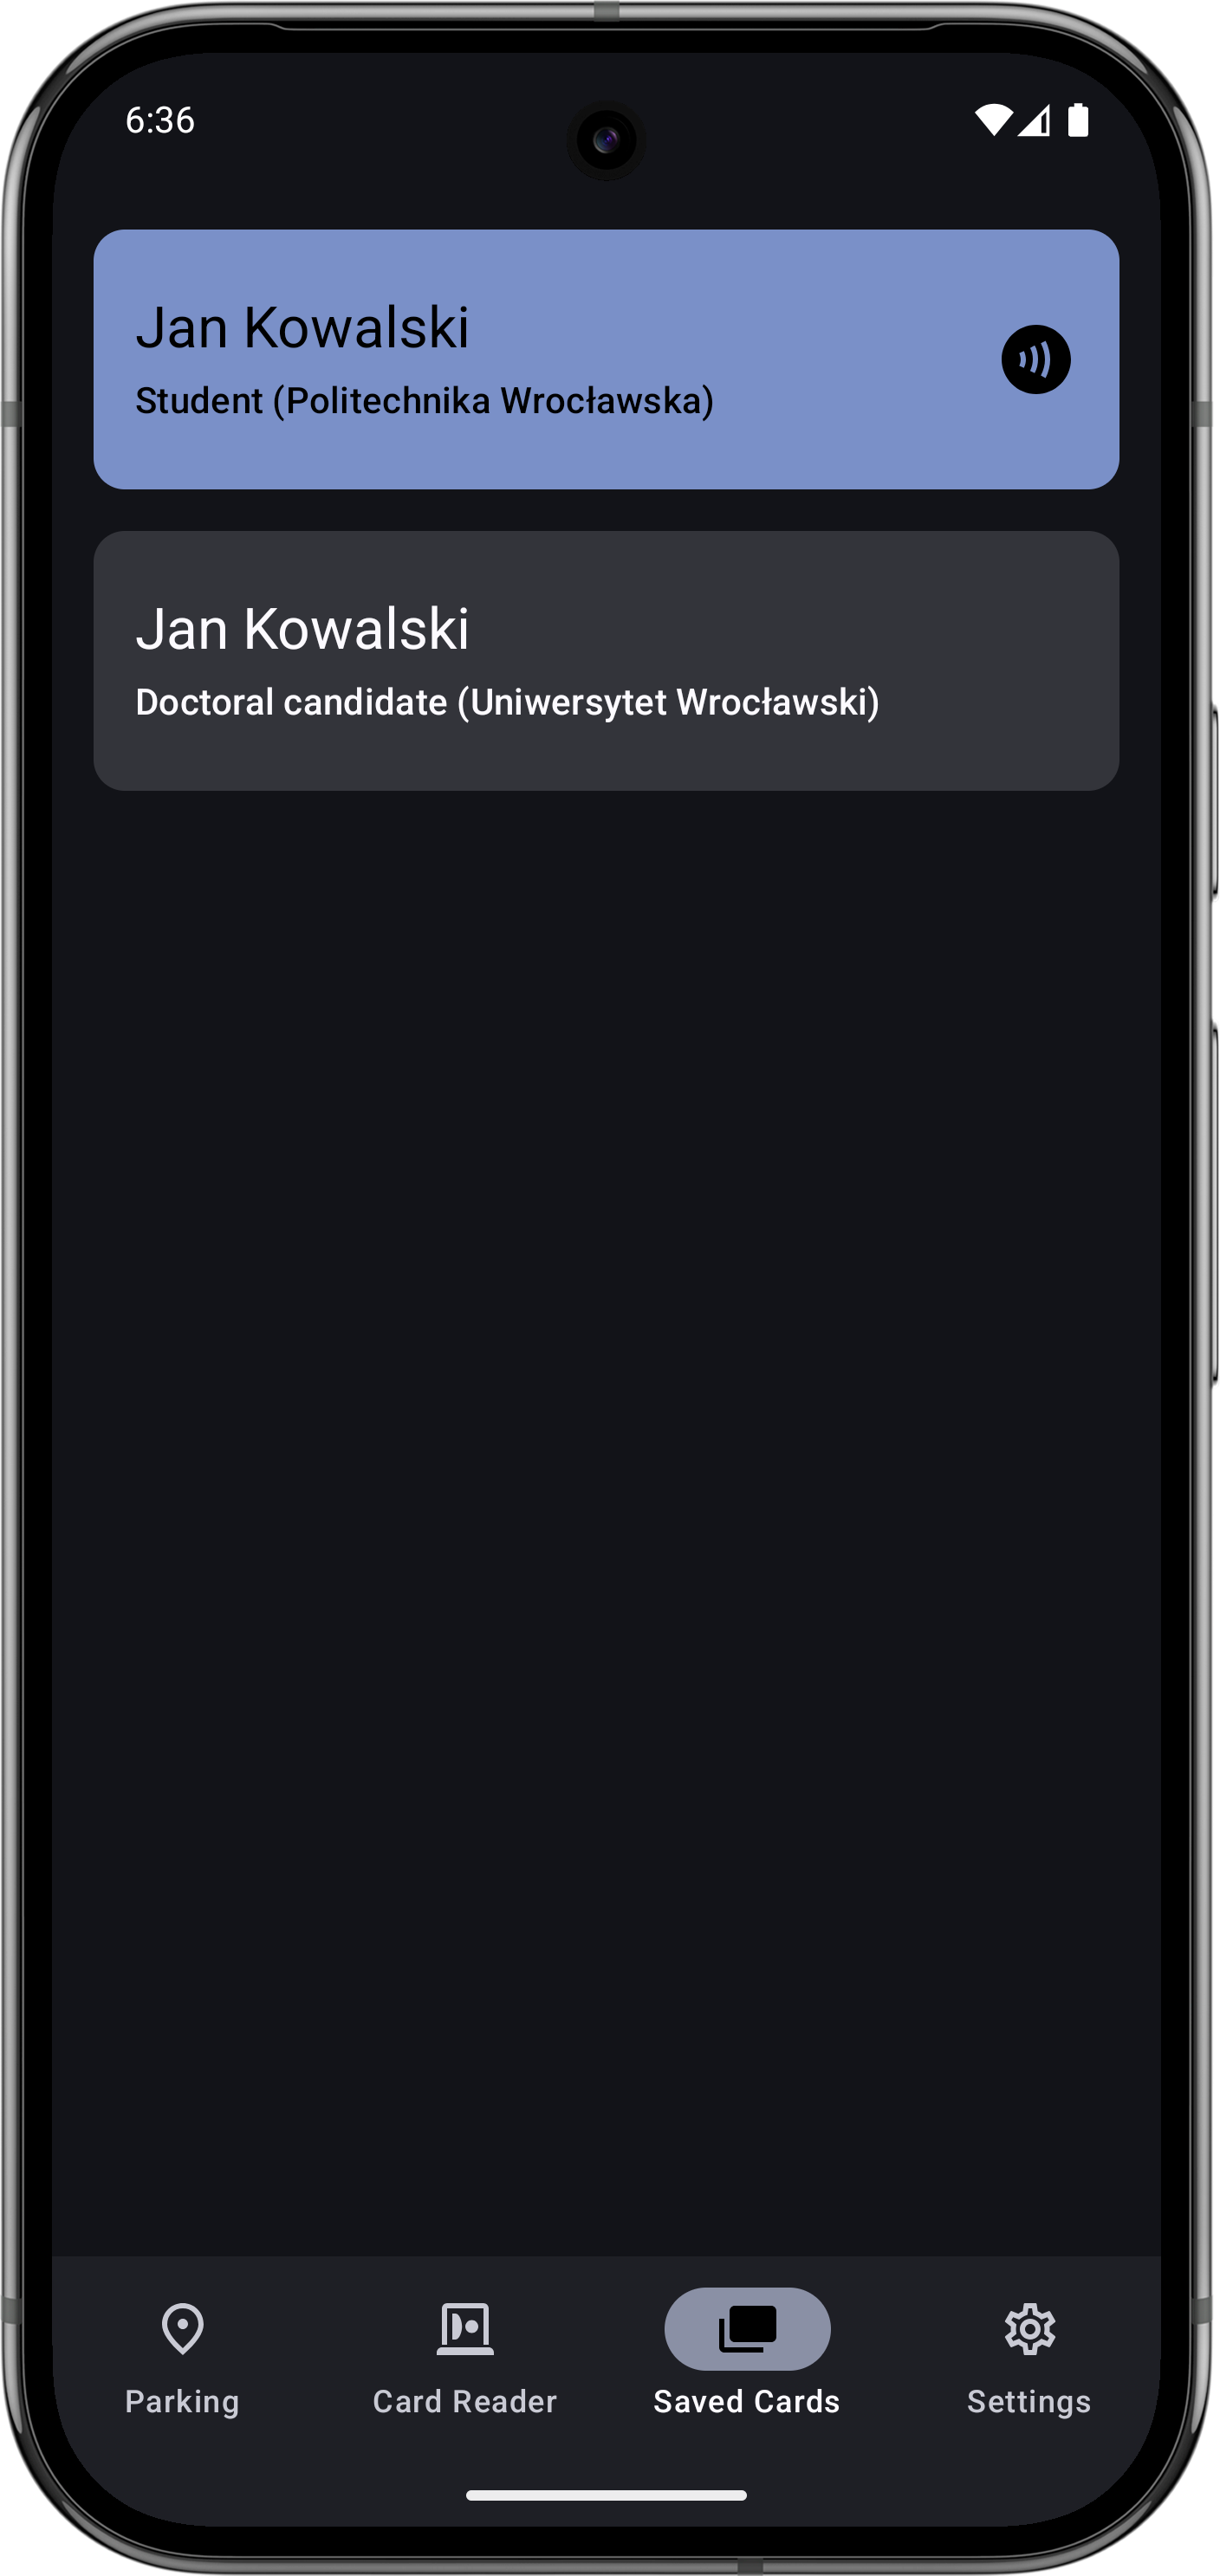 6:36
Jan Kowalski
Student (Politechnika Wrocławska)
Jan Kowalski
Doctoral candidate (Uniwersytet Wrocławski)
Parking
Card Reader
Saved Cards
Settings